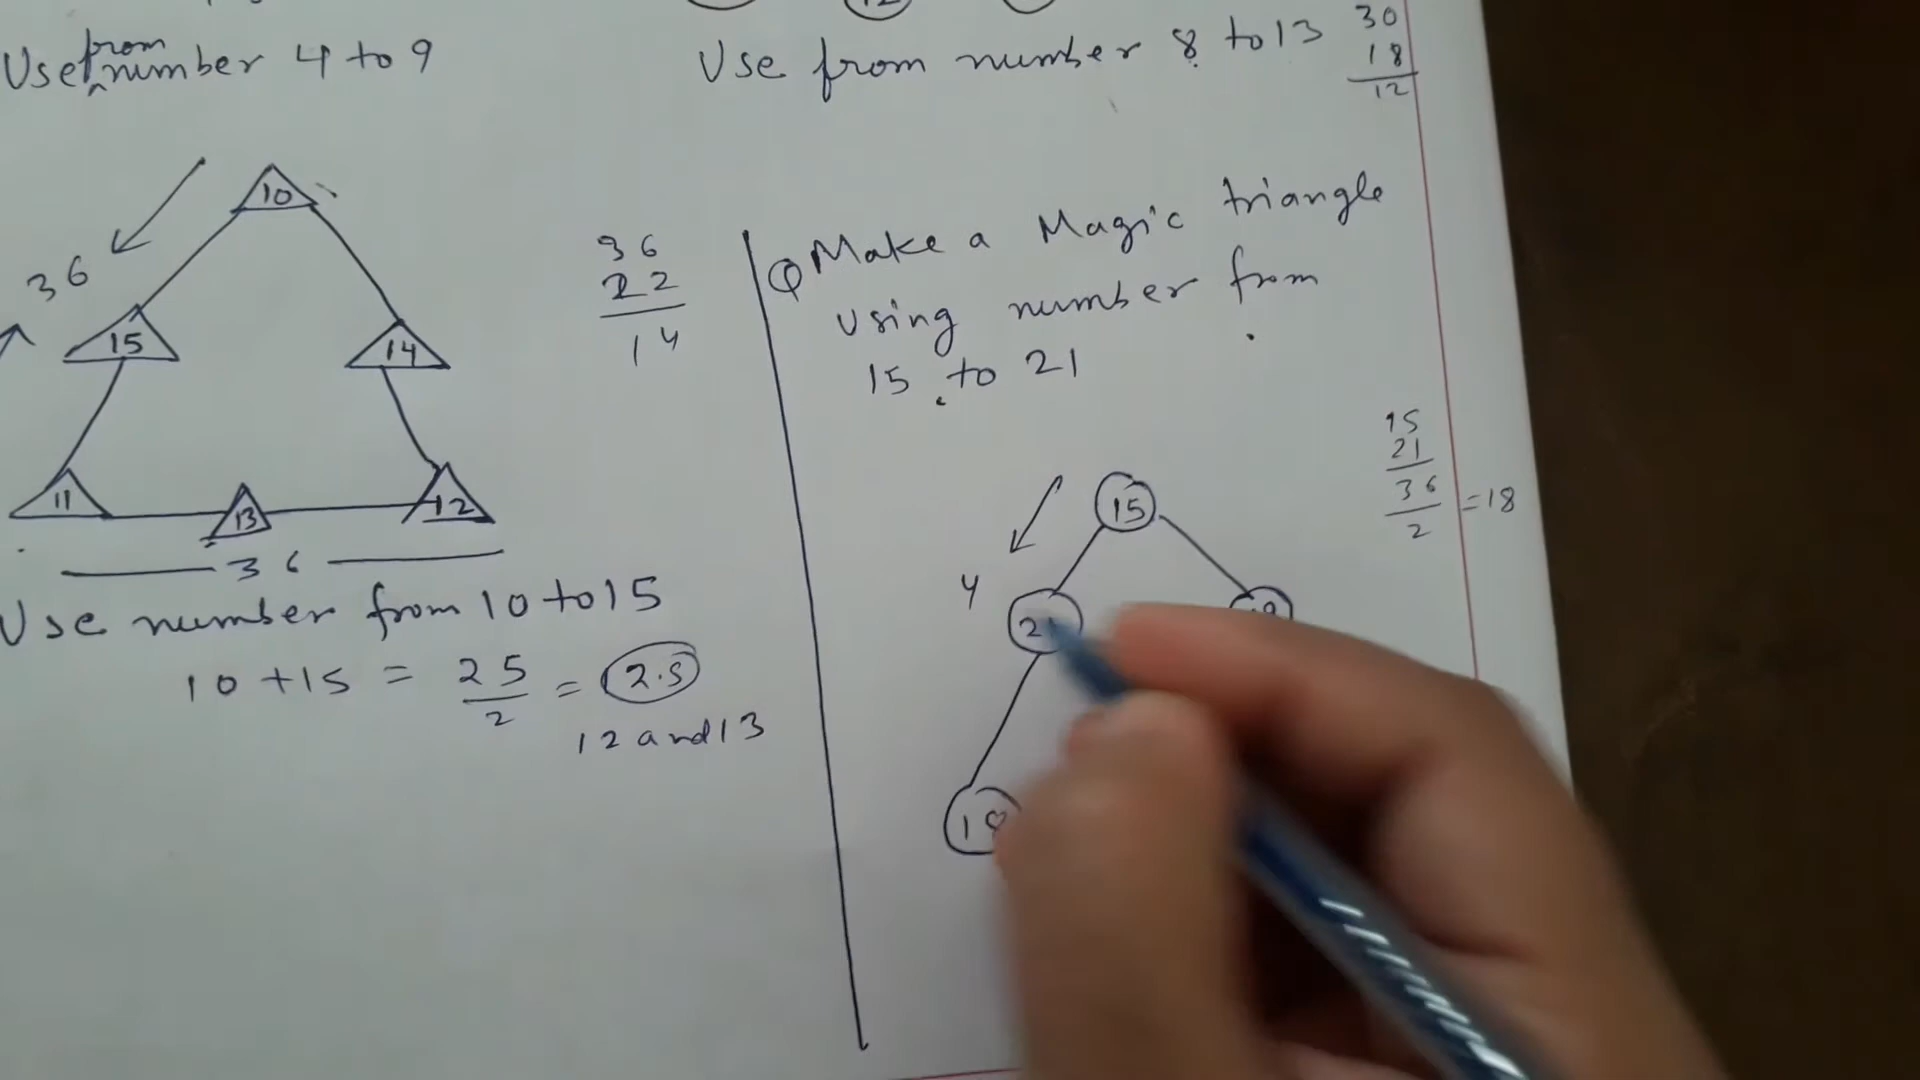 Use from number 4 to 9
Use from number 8 to 13
30
18
12
10
36
15
14
11
13
12
36
36
22
14
Use number from 10 to 15
10 + 15 = 25/2 = 2.5
12 and 13
Q Make a Magic triangle
using number from
15 to 21
15
21
36
2
= 18
15
4
21